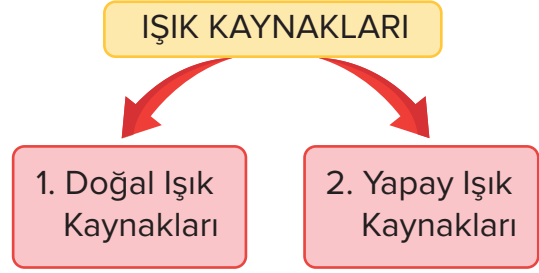 IŞIK KAYNAKLARI
1. Doğal Işık
Kaynakları
2. Yapay Işık
Kaynakları